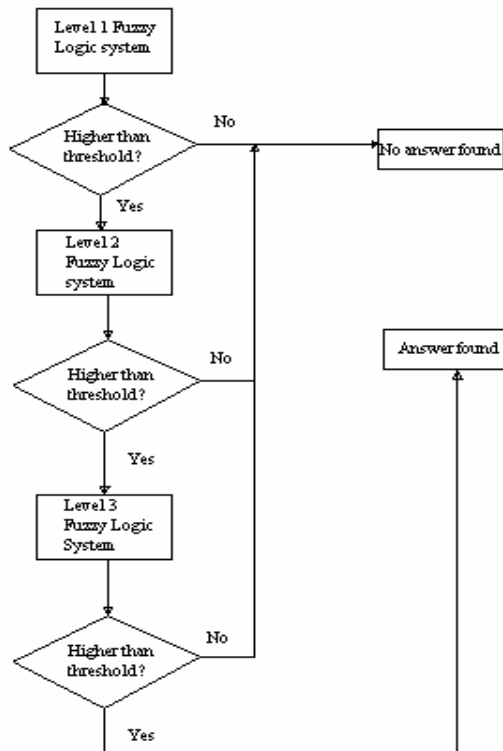 Level 1 Fuzzy
Logic system
No
Higher than
threshold?
No answer found
Yes
Level 2
Fuzzy Logic
system
No
Answer found
Higher than
threshold?
Yes
Level 3
Fuzzy Logic
System
No
Higher than
threshold?
Yes